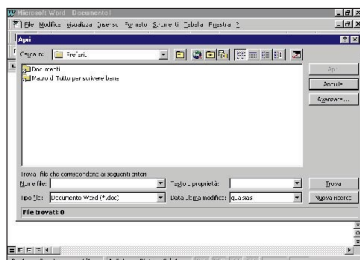 Microsoft Word - Documento1
File Modifica Visualizza Inserisci Formato Strumenti Tabella Finestra ?
Apri
Cerca in: Preferiti
Documenti
Macro di Tutto per scrivere bene
Apri
Annulla
Avanzate...
Trova i file che corrispondono ai seguenti criteri
Nome file:
Testo o proprietà:
Trova
Tipo file: Documento Word (*.doc)
Data ultima modifica: qualsiasi
Nuova ricerca
File trovati: 0